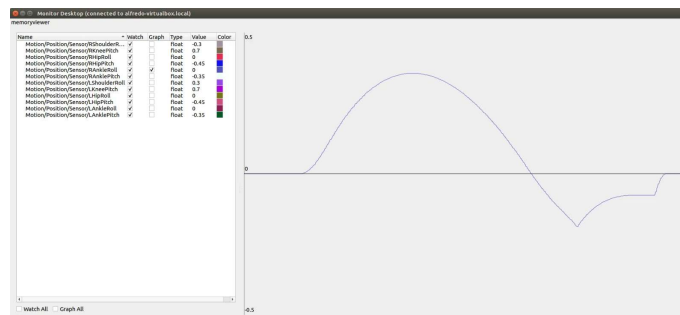 Monitor Desktop (connected to alfredo-virtualbox.local)
memoryviewer
Name Watch Graph Type Value Color
Motion/Position/Sensor/RShoulderR... float -0.3
Motion/Position/Sensor/RKneePitch float 0.7
Motion/Position/Sensor/RHipRoll float 0
Motion/Position/Sensor/RHipPitch float -0.45
Motion/Position/Sensor/RAnkleRoll float 0
Motion/Position/Sensor/RAnklePitch float -0.35
Motion/Position/Sensor/LShoulderRoll float 0.3
Motion/Position/Sensor/LKneePitch float 0.7
Motion/Position/Sensor/LHipRoll float 0
Motion/Position/Sensor/LHipPitch float -0.45
Motion/Position/Sensor/LAnkleRoll float 0
Motion/Position/Sensor/LAnklePitch float -0.35
Watch All Graph All
0.5
0
-0.5